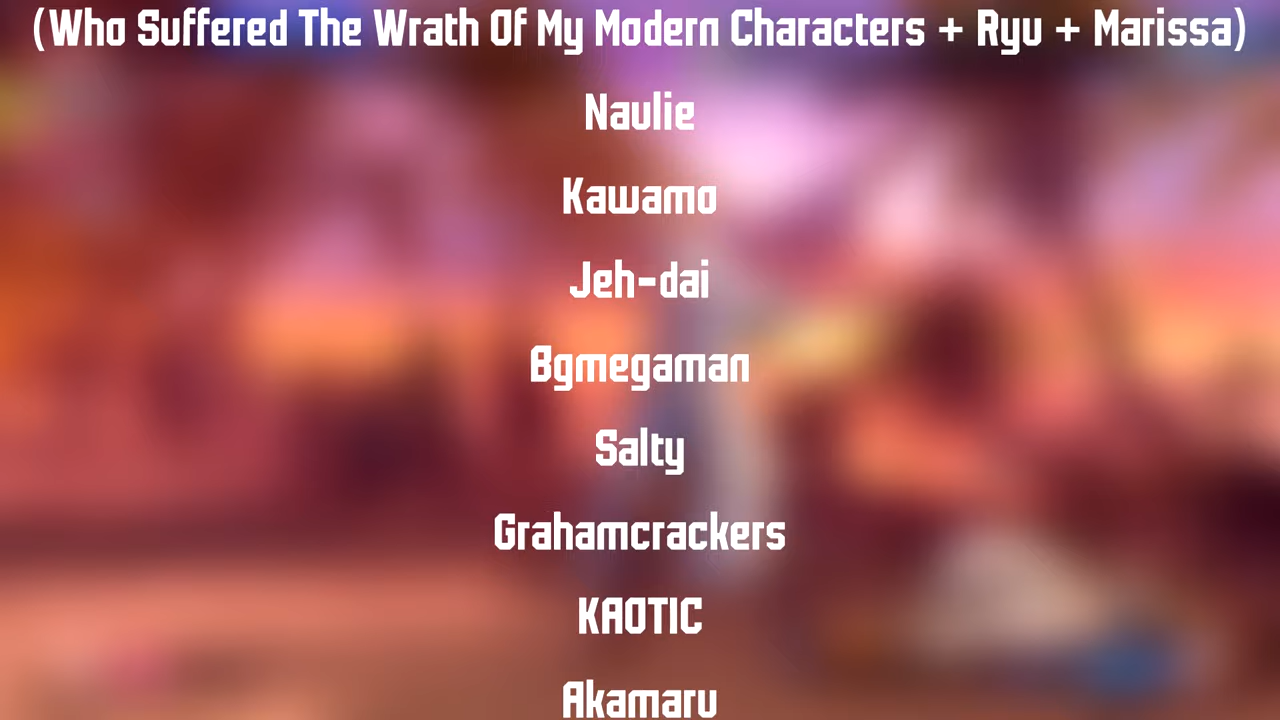 (Who Suffered The Wrath Of My Modern Characters + Ryu + Marissa)
Naulie
Kawamo
Jeh-dai
Bgmegaman
Salty
Grahamcrackers
KAOTIC
Akamaru